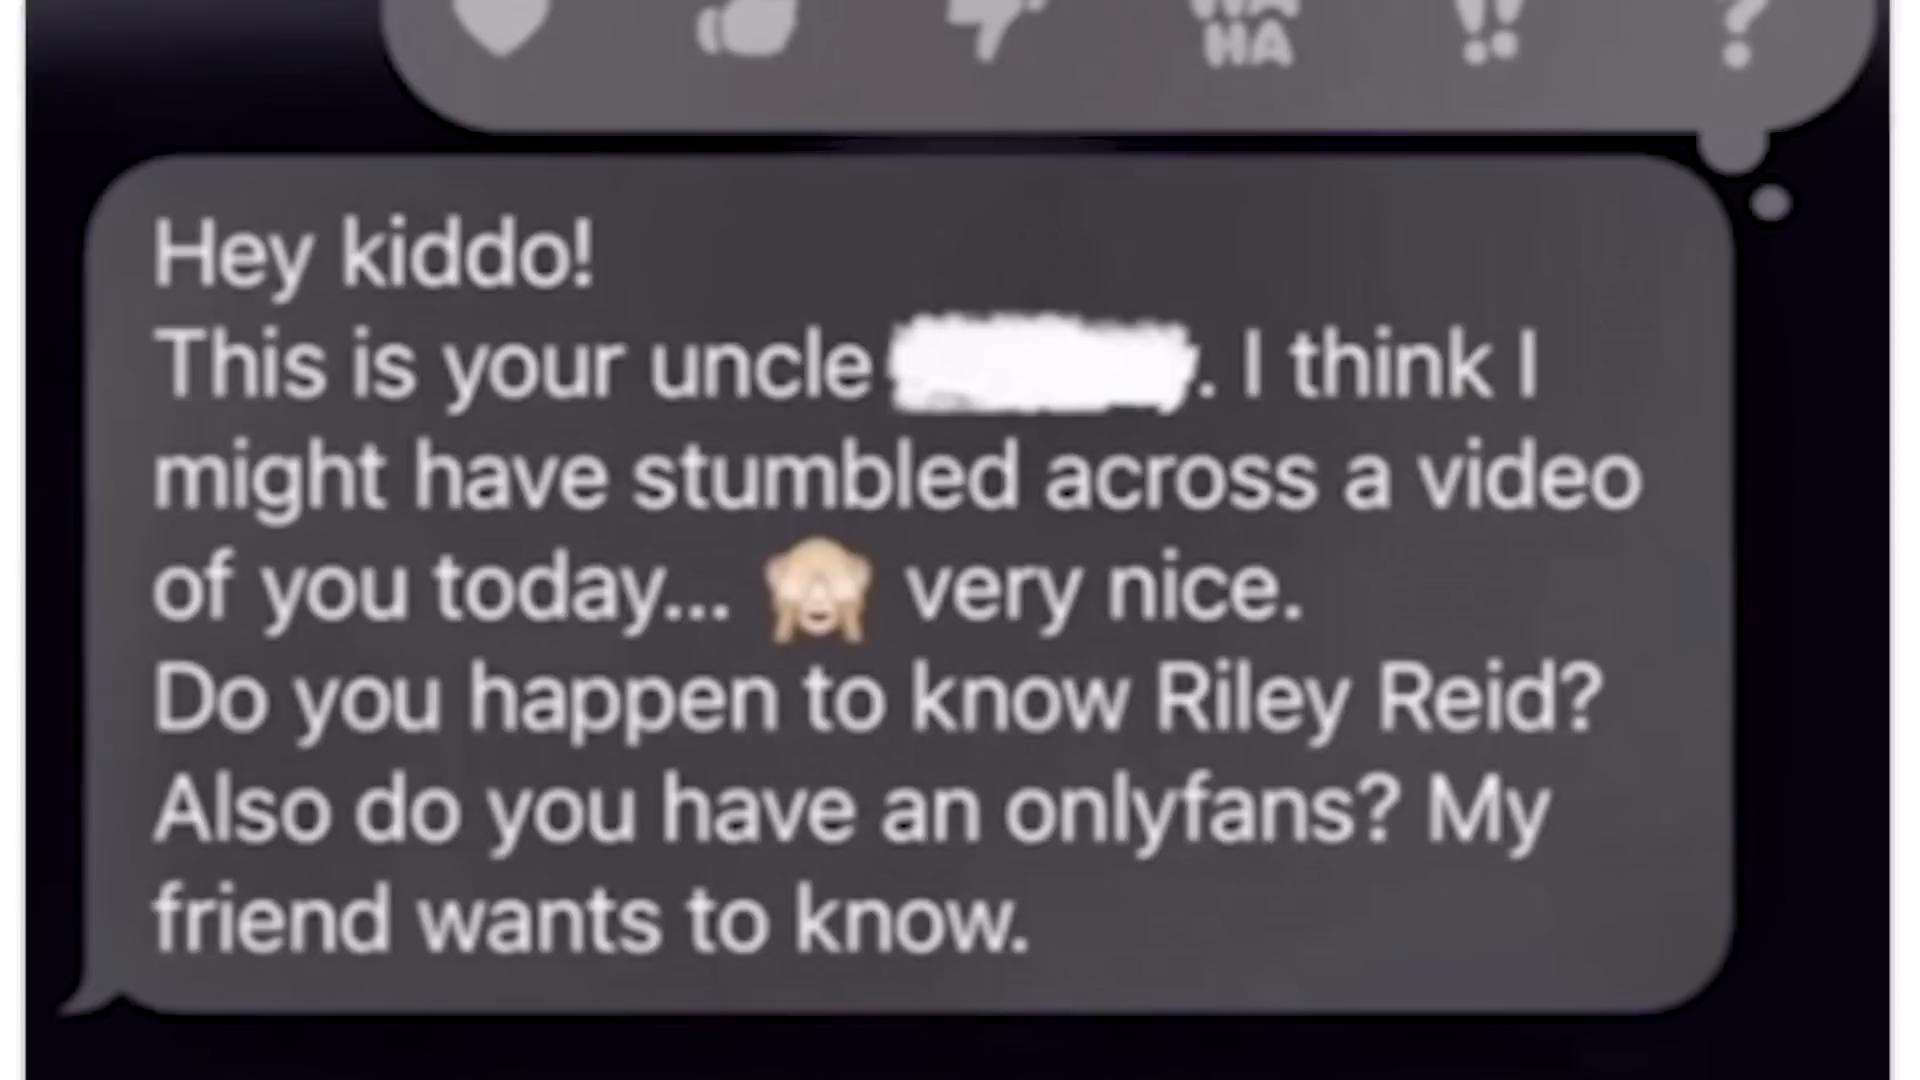 HA
HA
!!
?
Hey kiddo!
This is your uncle . I think I
might have stumbled across a video
of you today... 🙈 very nice.
Do you happen to know Riley Reid?
Also do you have an onlyfans? My
friend wants to know.